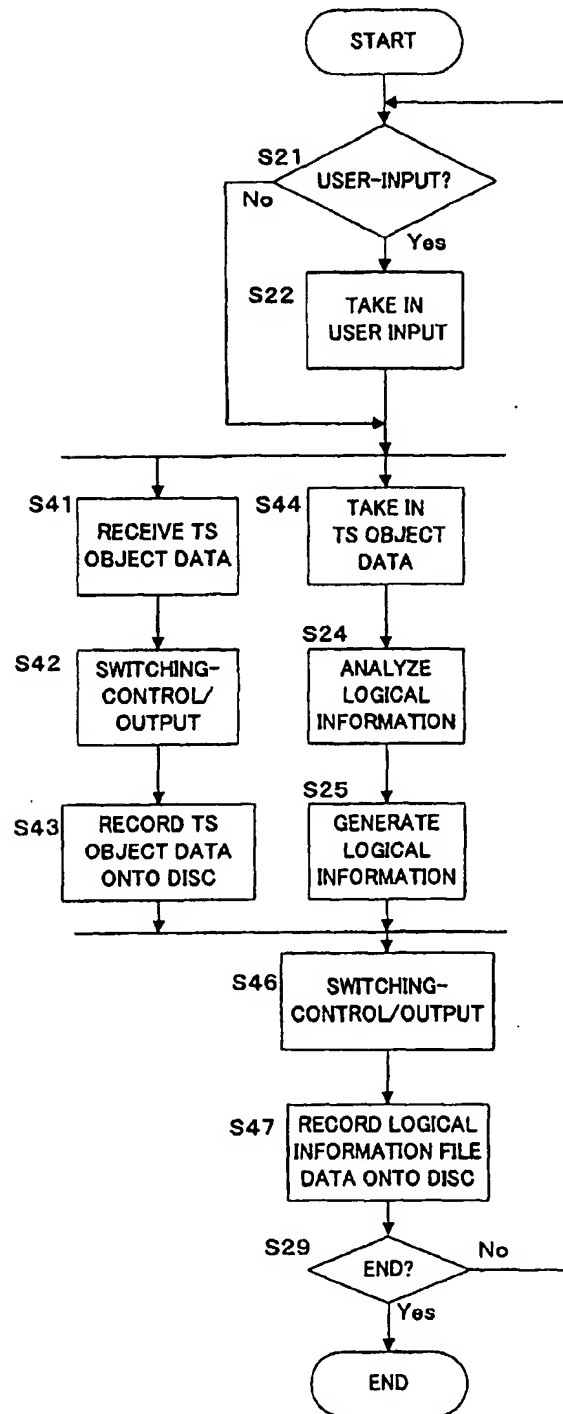 START
S21
USER-INPUT?
No
Yes
S22
TAKE IN
USER INPUT
S41
RECEIVE TS
OBJECT DATA
S44
TAKE IN
TS OBJECT
DATA
S42
SWITCHING-
CONTROL/
OUTPUT
S24
ANALYZE
LOGICAL
INFORMATION
S43
RECORD TS
OBJECT DATA
ONTO DISC
S25
GENERATE
LOGICAL
INFORMATION
S46
SWITCHING-
CONTROL/OUTPUT
S47
RECORD LOGICAL
INFORMATION FILE
DATA ONTO DISC
S29
END?
No
Yes
END